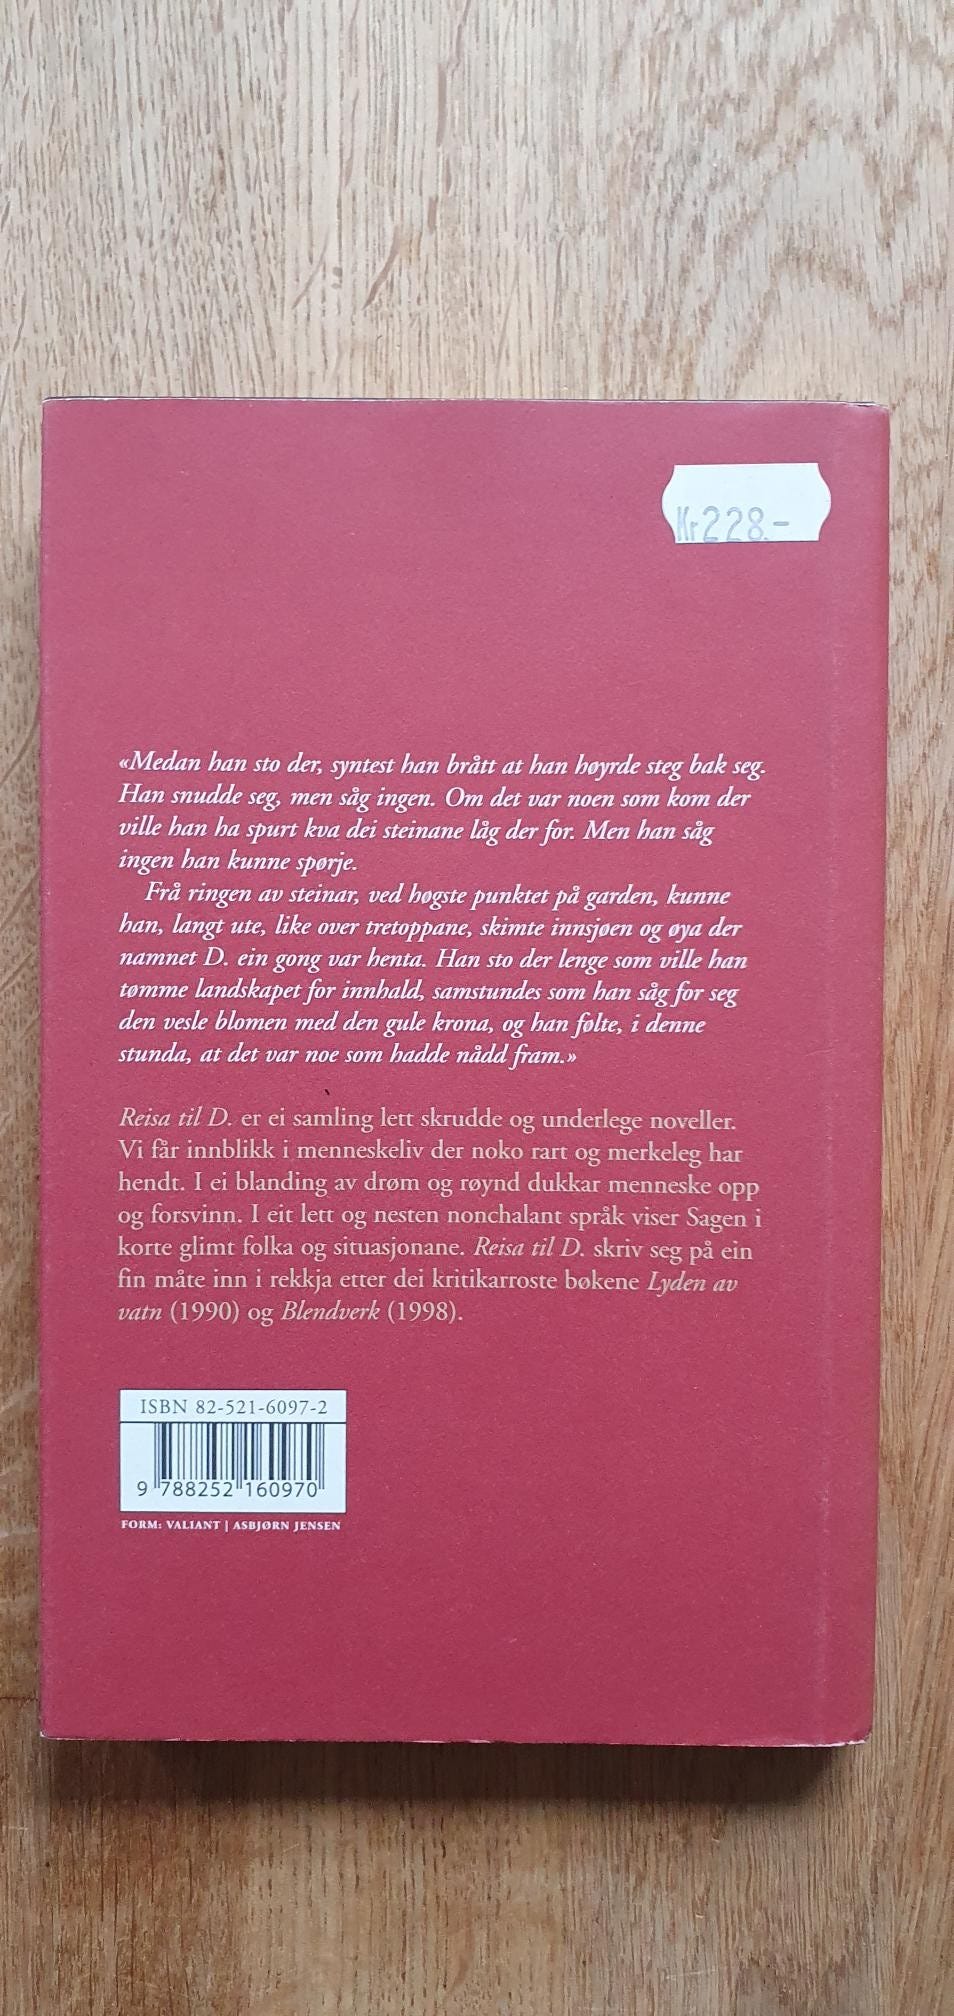 Kr 228.-
«Medan han sto der, syntest han brått at han høyrde steg bak seg.
Han snudde seg, men såg ingen. Om det var noen som kom der
ville han ha spurt kva dei steinane låg der for. Men han såg
ingen han kunne spørje.
Frå ringen av steinar, ved høgste punktet på garden, kunne
han, langt ute, like over tretoppane, skimte innsjøen og øya der
namnet D. ein gong var henta. Han sto der lenge som ville han
tømme landskapet for innhald, samstundes som han såg for seg
den vesle blomen med den gule krona, og han følte, i denne
stunda, at det var noe som hadde nådd fram.»
Reisa til D. er ei samling lett skrudde og underlege noveller.
Vi får innblikk i menneskeliv der noko rart og merkeleg har
hendt. I ei blanding av drøm og røynd dukkar menneske opp
og forsvinn. I eit lett og nesten nonchalant språk viser Sagen i
korte glimt folka og situasjonane. Reisa til D. skriv seg på ein
fin måte inn i rekkja etter dei kritikarroste bøkene Lyden av
vatn (1990) og Blendverk (1998).
ISBN 82-521-6097-2
9 788252 160970
FORM: VALIANT | ASBJØRN JENSEN